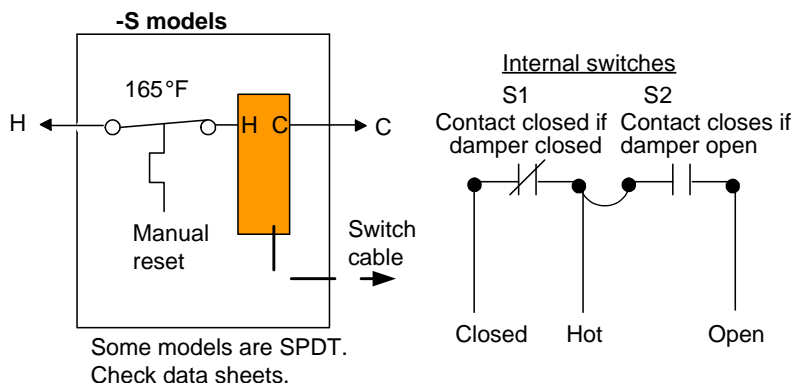 -S models
165°F
H
H C
C
Manual
reset
Switch
cable
Some models are SPDT.
Check data sheets.
Internal switches
S1
Contact closed if
damper closed
S2
Contact closes if
damper open
Closed
Hot
Open